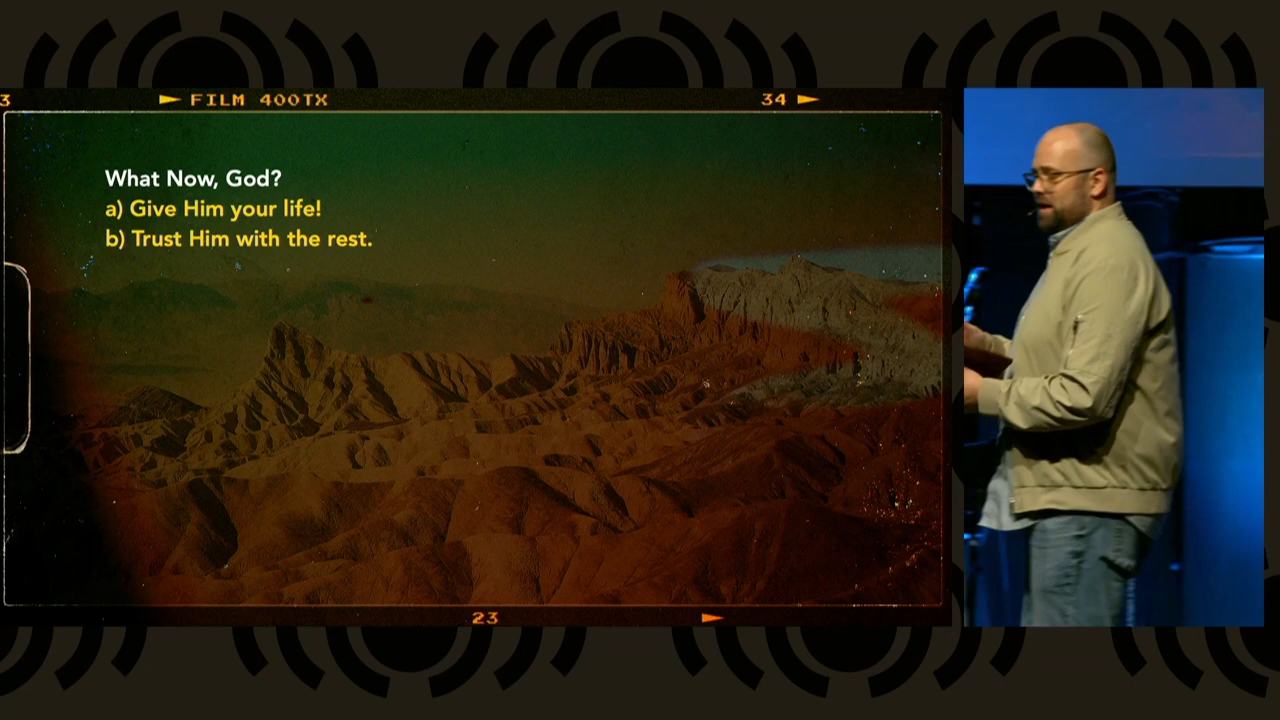 3
FILM 400TX
34
What Now, God?
a) Give Him your life!
b) Trust Him with the rest.
23